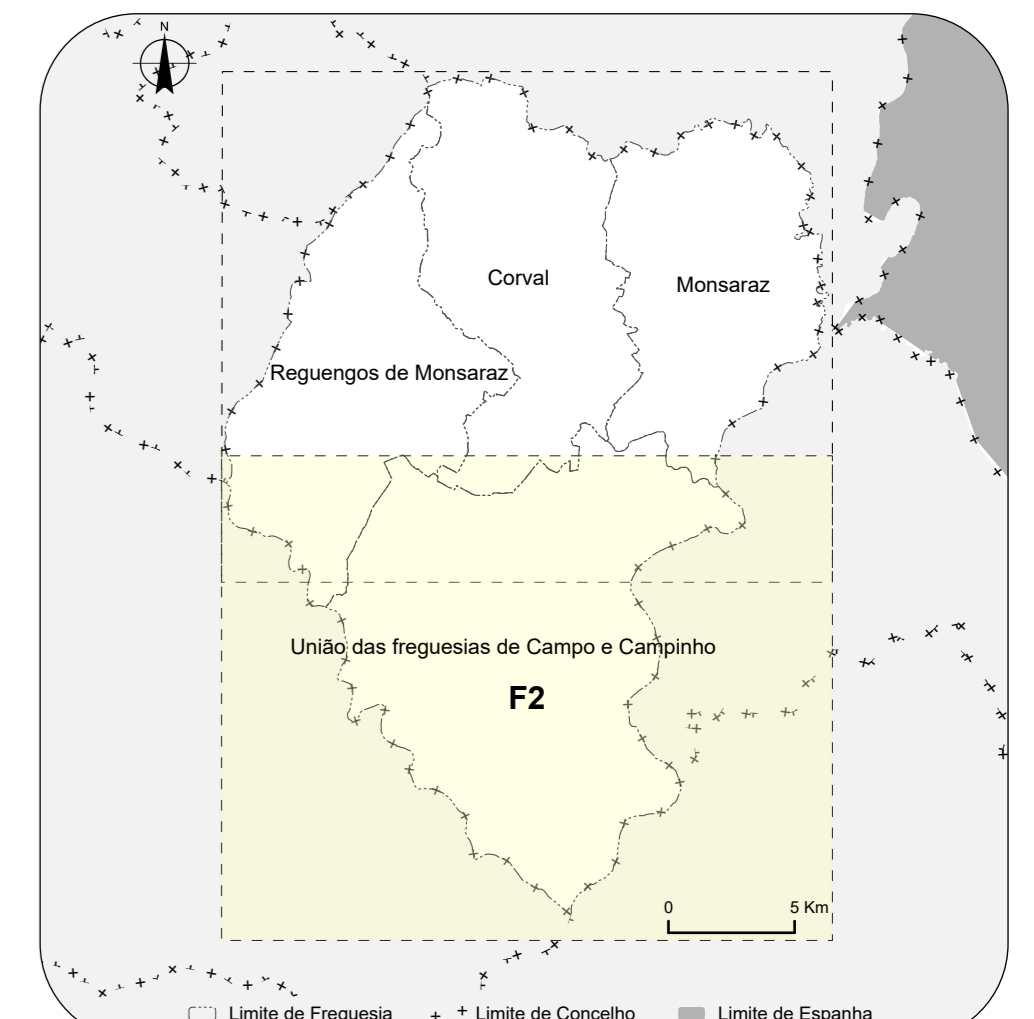 N
Corval
Monsaraz
Reguengos de Monsaraz
União das freguesias de Campo e Campinho
F2
0 5 Km
Limite de Freguesia Limite de Concelho Limite de Espanha